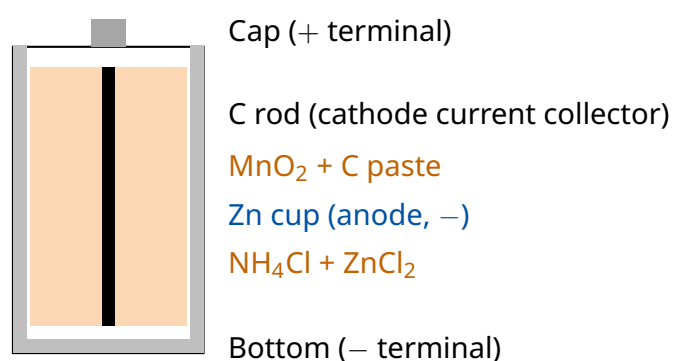 Cap (+ terminal)
C rod (cathode current collector)
MnO₂ + C paste
Zn cup (anode, −)
NH₄Cl + ZnCl₂
Bottom (− terminal)